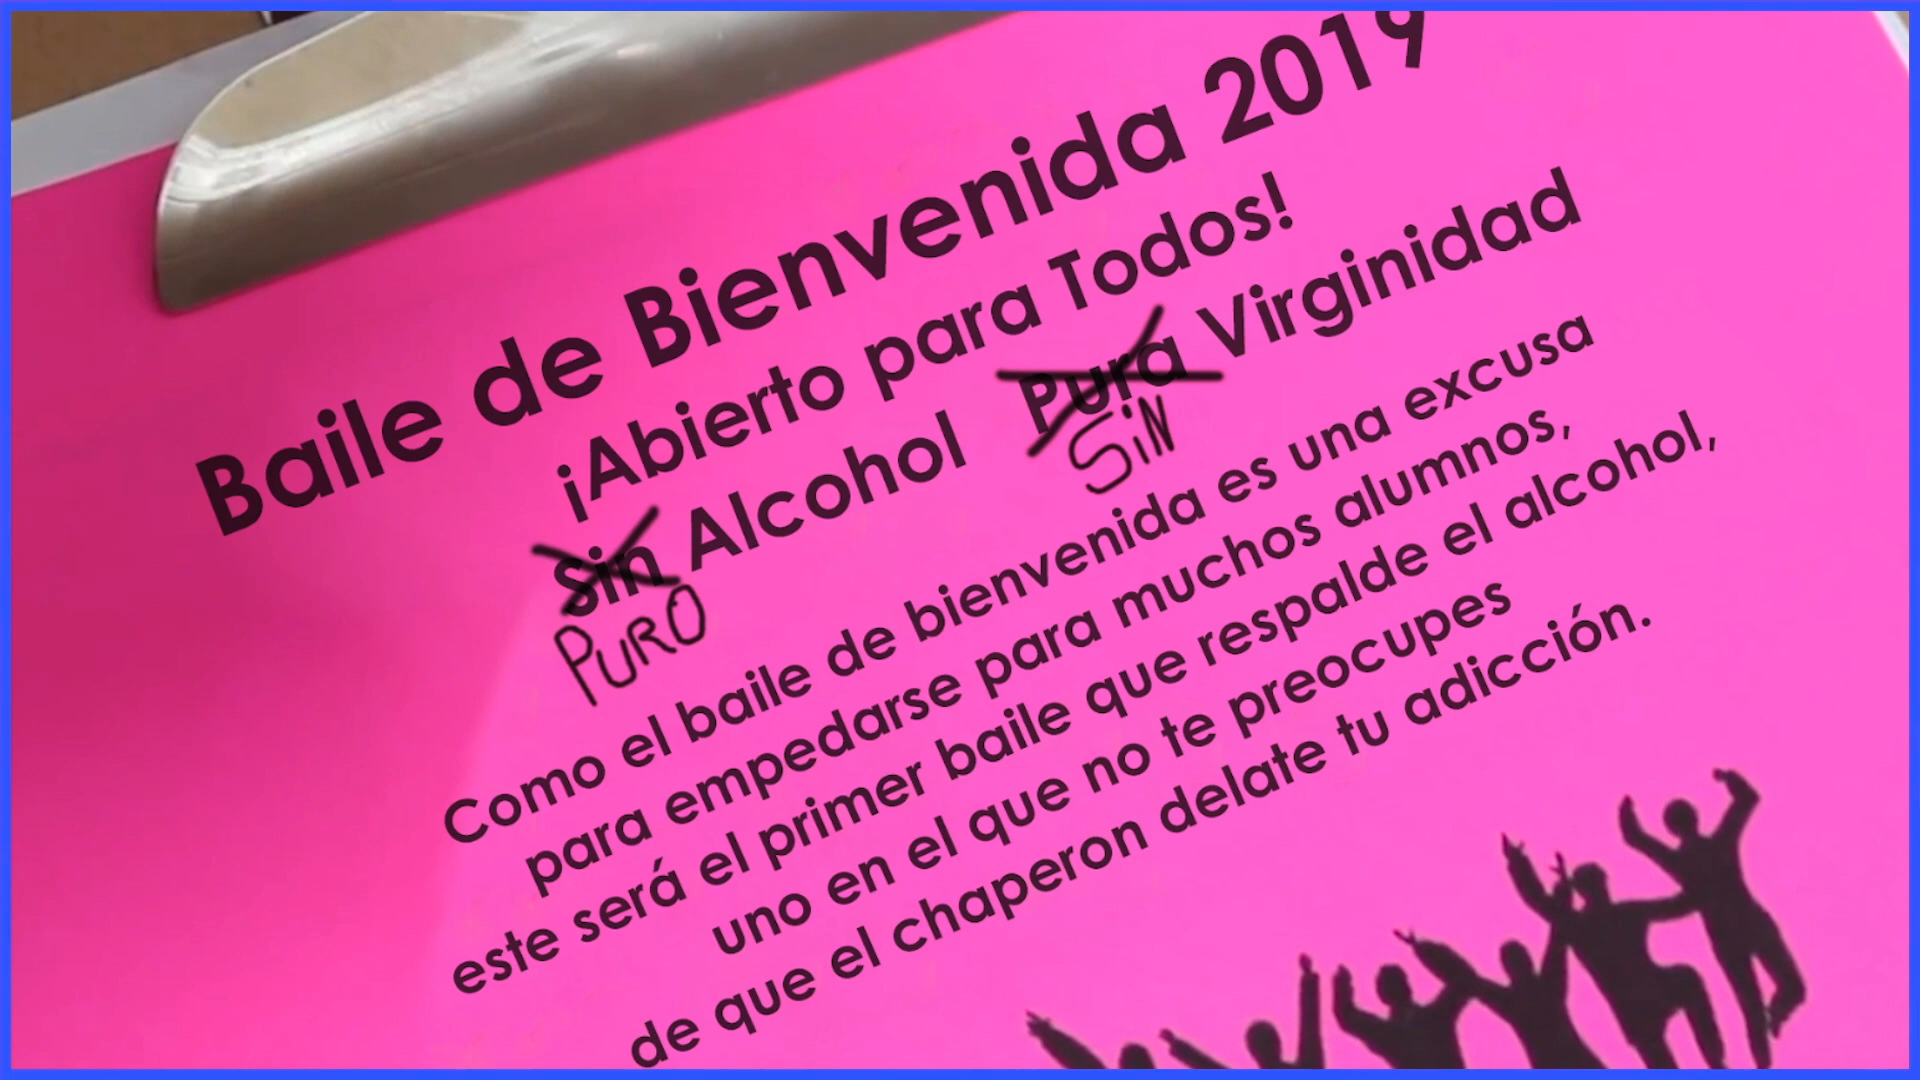 Baile de Bienvenida 2019
¡Abierto para Todos!
Sin Alcohol Pura Virginidad
PURO SiN
Como el baile de bienvenida es una excusa
para empedarse para muchos alumnos,
este será el primer baile que respalde el alcohol,
uno en el que no te preocupes
de que el chaperon delate tu adicción.